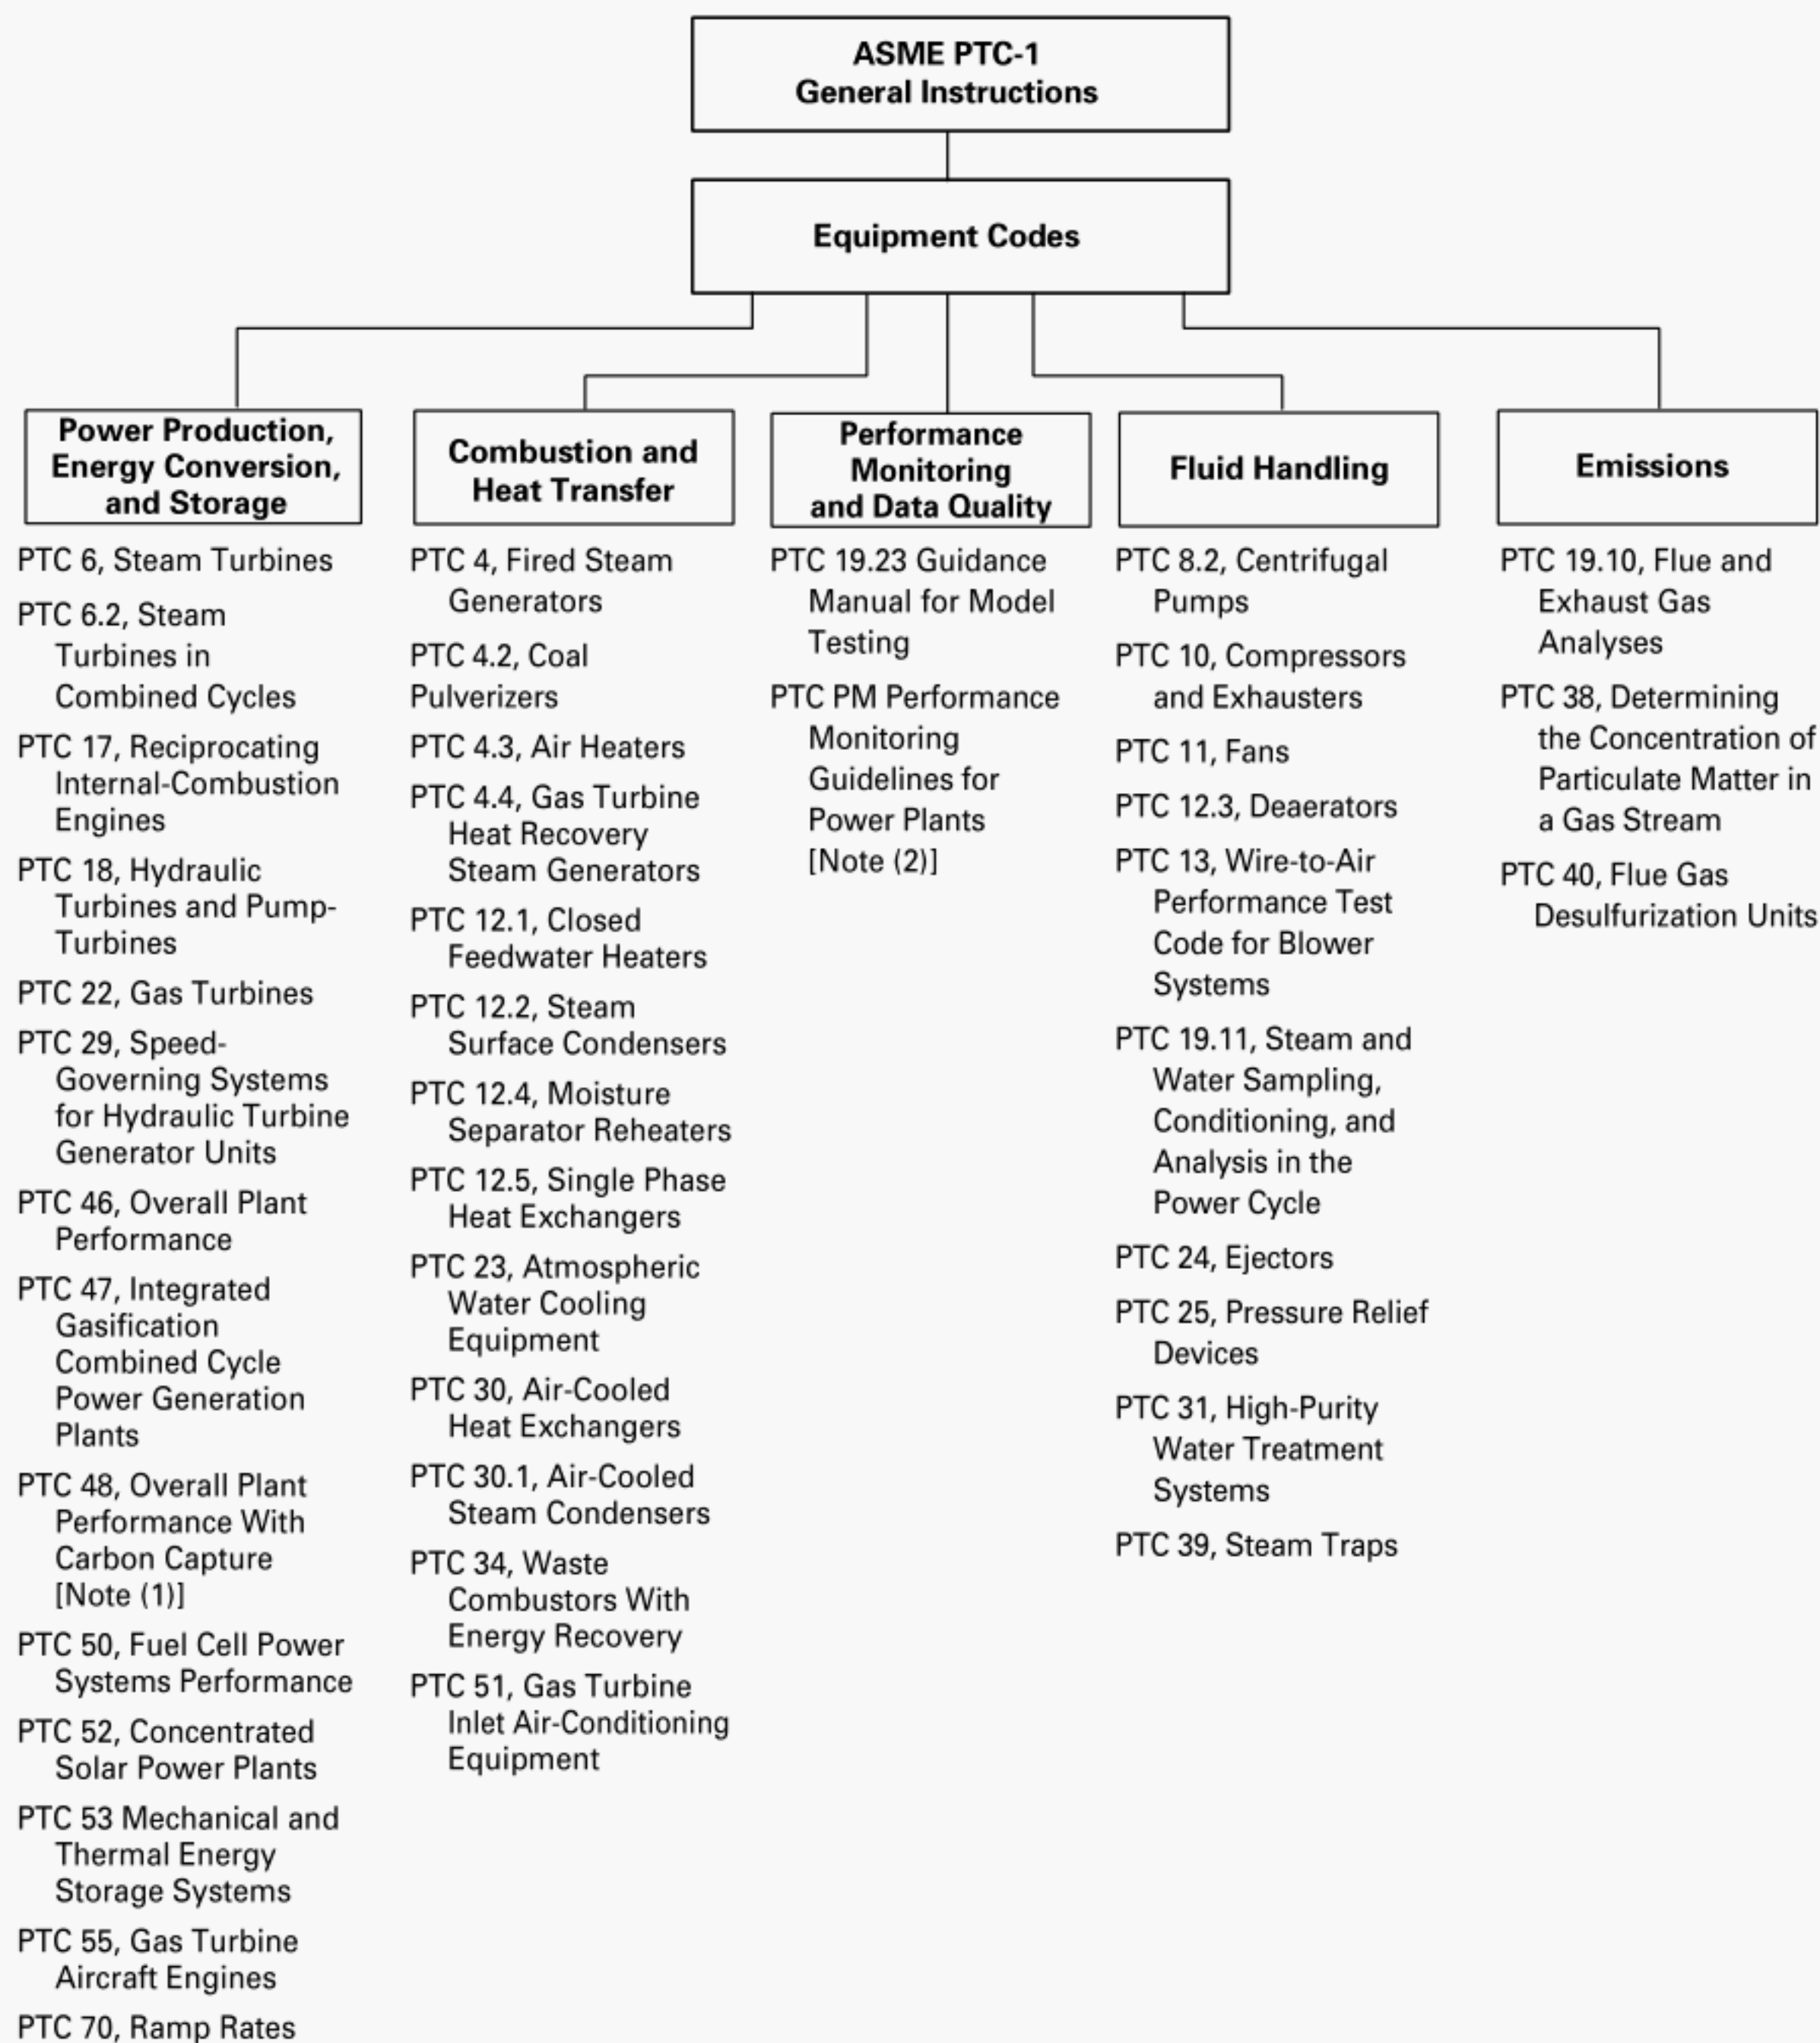 ASME PTC-1
General Instructions
Equipment Codes
Power Production,
Energy Conversion,
and Storage
PTC 6, Steam Turbines
PTC 6.2, Steam
Turbines in
Combined Cycles
PTC 17, Reciprocating
Internal-Combustion
Engines
PTC 18, Hydraulic
Turbines and Pump-
Turbines
PTC 22, Gas Turbines
PTC 29, Speed-
Governing Systems
for Hydraulic Turbine
Generator Units
PTC 46, Overall Plant
Performance
PTC 47, Integrated
Gasification
Combined Cycle
Power Generation
Plants
PTC 48, Overall Plant
Performance With
Carbon Capture
[Note (1)]
PTC 50, Fuel Cell Power
Systems Performance
PTC 52, Concentrated
Solar Power Plants
PTC 53 Mechanical and
Thermal Energy
Storage Systems
PTC 55, Gas Turbine
Aircraft Engines
PTC 70, Ramp Rates
Combustion and
Heat Transfer
PTC 4, Fired Steam
Generators
PTC 4.2, Coal
Pulverizers
PTC 4.3, Air Heaters
PTC 4.4, Gas Turbine
Heat Recovery
Steam Generators
PTC 12.1, Closed
Feedwater Heaters
PTC 12.2, Steam
Surface Condensers
PTC 12.4, Moisture
Separator Reheaters
PTC 12.5, Single Phase
Heat Exchangers
PTC 23, Atmospheric
Water Cooling
Equipment
PTC 30, Air-Cooled
Heat Exchangers
PTC 30.1, Air-Cooled
Steam Condensers
PTC 34, Waste
Combustors With
Energy Recovery
PTC 51, Gas Turbine
Inlet Air-Conditioning
Equipment
Performance
Monitoring
and Data Quality
PTC 19.23 Guidance
Manual for Model
Testing
PTC PM Performance
Monitoring
Guidelines for
Power Plants
[Note (2)]
Fluid Handling
PTC 8.2, Centrifugal
Pumps
PTC 10, Compressors
and Exhausters
PTC 11, Fans
PTC 12.3, Deaerators
PTC 13, Wire-to-Air
Performance Test
Code for Blower
Systems
PTC 19.11, Steam and
Water Sampling,
Conditioning, and
Analysis in the
Power Cycle
PTC 24, Ejectors
PTC 25, Pressure Relief
Devices
PTC 31, High-Purity
Water Treatment
Systems
PTC 39, Steam Traps
Emissions
PTC 19.10, Flue and
Exhaust Gas
Analyses
PTC 38, Determining
the Concentration of
Particulate Matter in
a Gas Stream
PTC 40, Flue Gas
Desulfurization Units